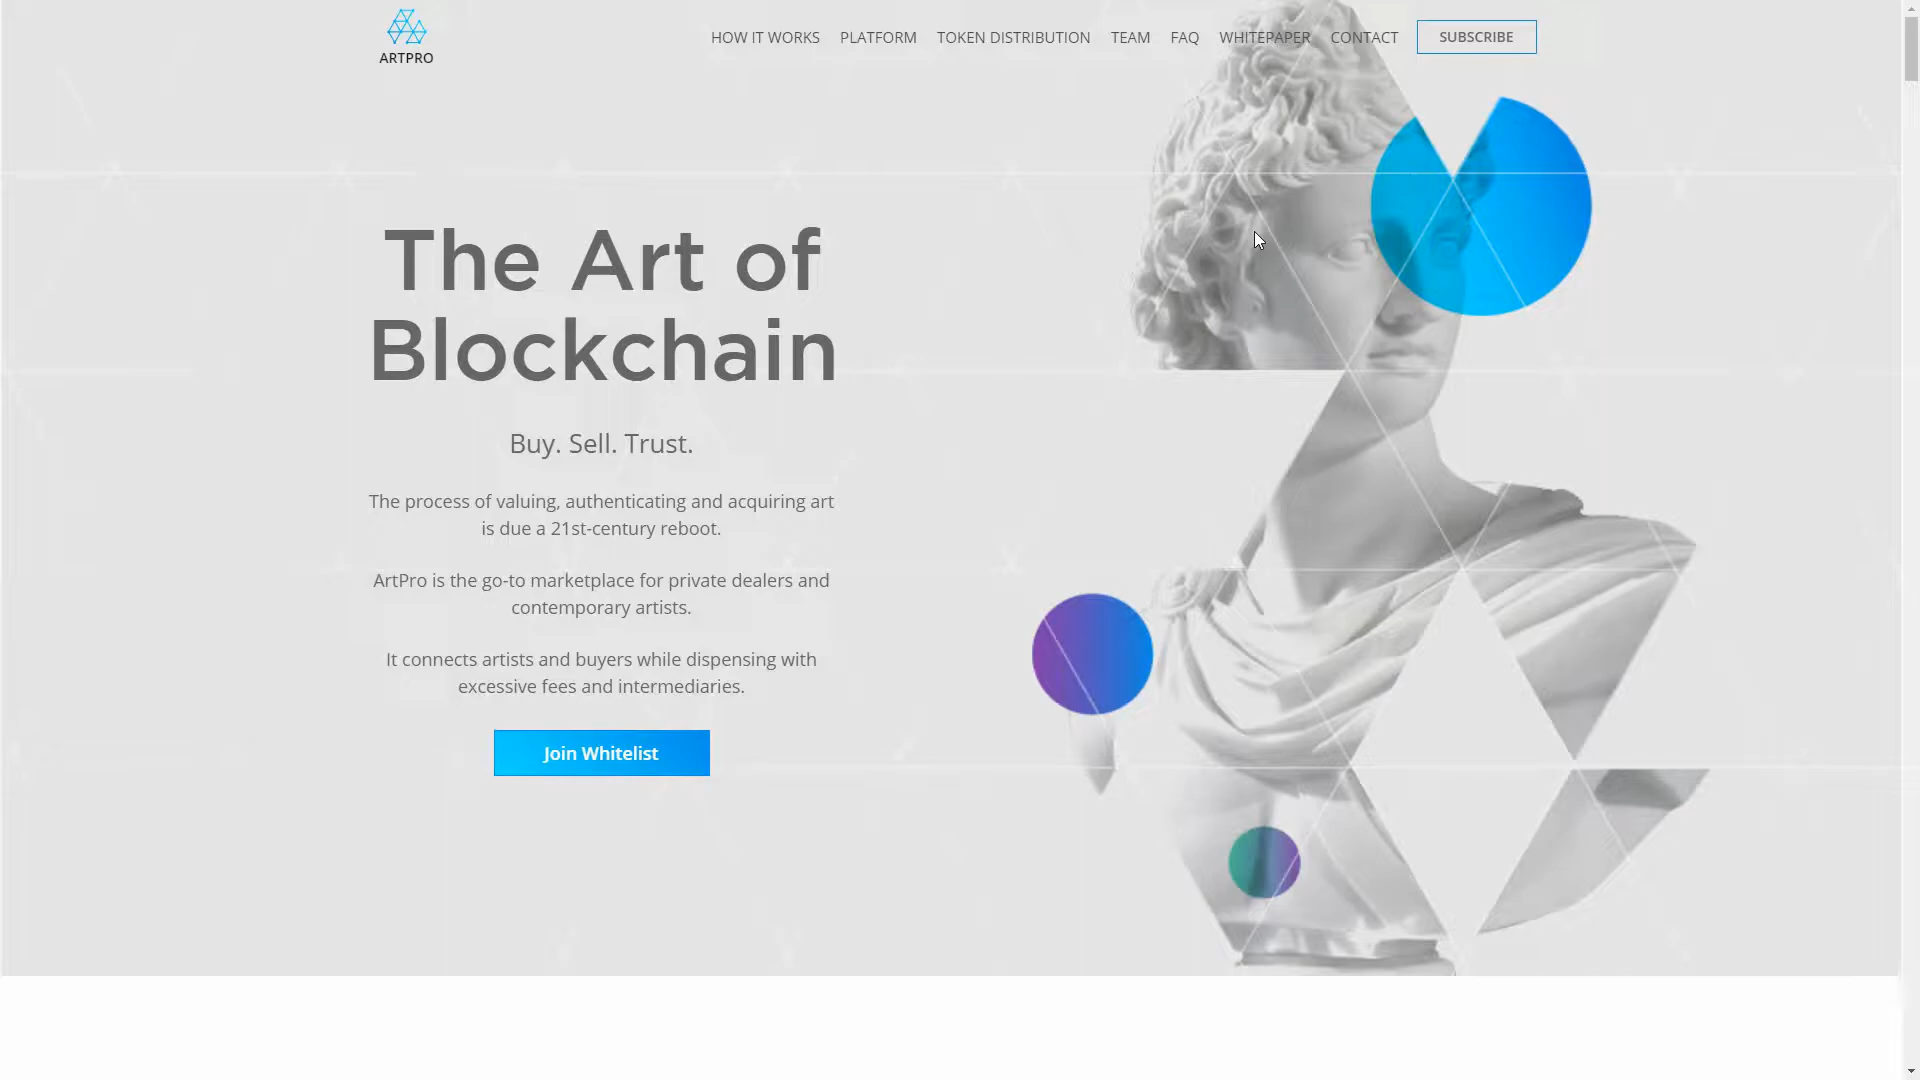 ARTPRO
HOW IT WORKS PLATFORM TOKEN DISTRIBUTION TEAM FAQ WHITEPAPER CONTACT SUBSCRIBE
The Art of
Blockchain
Buy. Sell. Trust.
The process of valuing, authenticating and acquiring art
is due a 21st-century reboot.
ArtPro is the go-to marketplace for private dealers and
contemporary artists.
It connects artists and buyers while dispensing with
excessive fees and intermediaries.
Join Whitelist